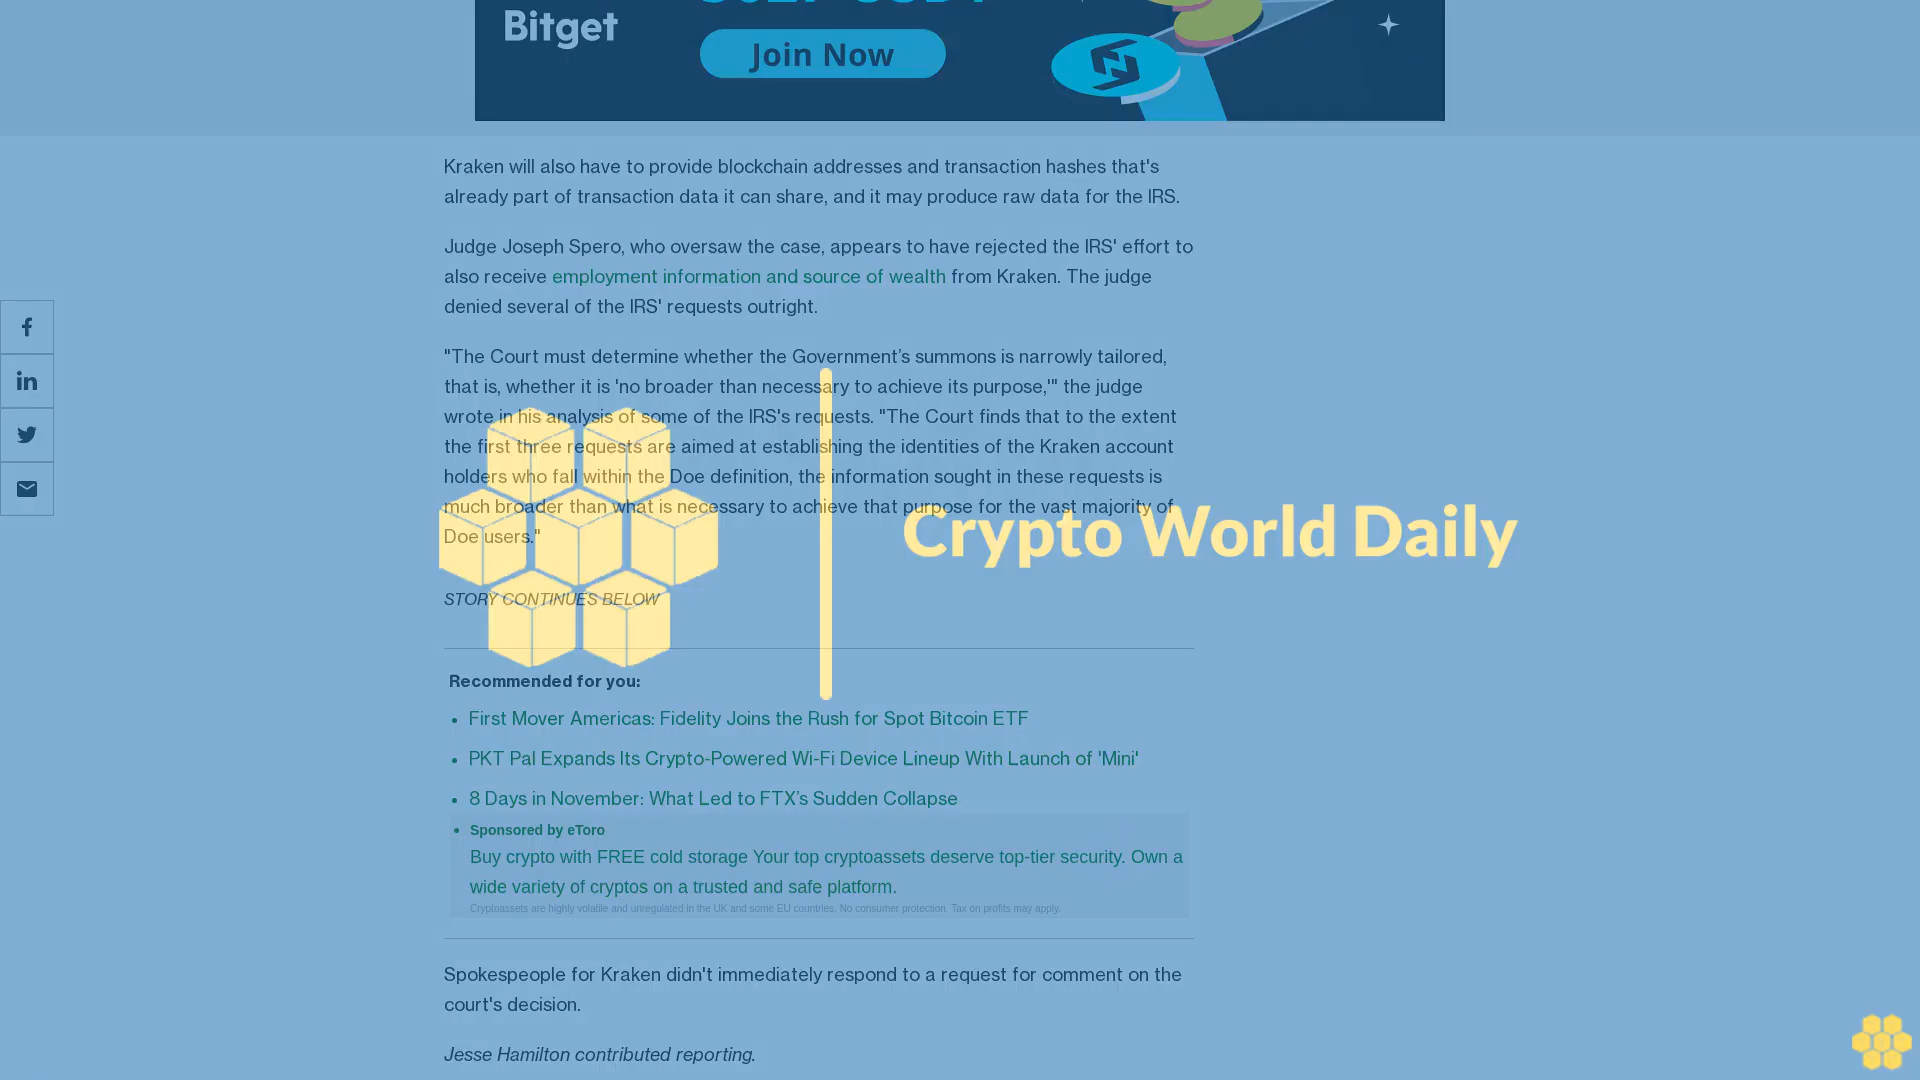 Bitget
Join Now
Kraken will also have to provide blockchain addresses and transaction hashes that's
already part of transaction data it can share, and it may produce raw data for the IRS.
Judge Joseph Spero, who oversaw the case, appears to have rejected the IRS' effort to
also receive employment information and source of wealth from Kraken. The judge
denied several of the IRS' requests outright.
"The Court must determine whether the Government’s summons is narrowly tailored,
that is, whether it is 'no broader than necessary to achieve its purpose,'" the judge
wrote in his analysis of some of the IRS's requests. "The Court finds that to the extent
the first three requests are aimed at establishing the identities of the Kraken account
holders who fall within the Doe definition, the information sought in these requests is
much broader than what is necessary to achieve that purpose for the vast majority of
Doe users."
Crypto World Daily
STORY CONTINUES BELOW
Recommended for you:
• First Mover Americas: Fidelity Joins the Rush for Spot Bitcoin ETF
• PKT Pal Expands Its Crypto-Powered Wi-Fi Device Lineup With Launch of 'Mini'
• 8 Days in November: What Led to FTX’s Sudden Collapse
• Sponsored by eToro
Buy crypto with FREE cold storage Your top cryptoassets deserve top-tier security. Own a
wide variety of cryptos on a trusted and safe platform.
Cryptoassets are highly volatile and unregulated in the UK and some EU countries. No consumer protection. Tax on profits may apply.
Spokespeople for Kraken didn't immediately respond to a request for comment on the
court's decision.
Jesse Hamilton contributed reporting.